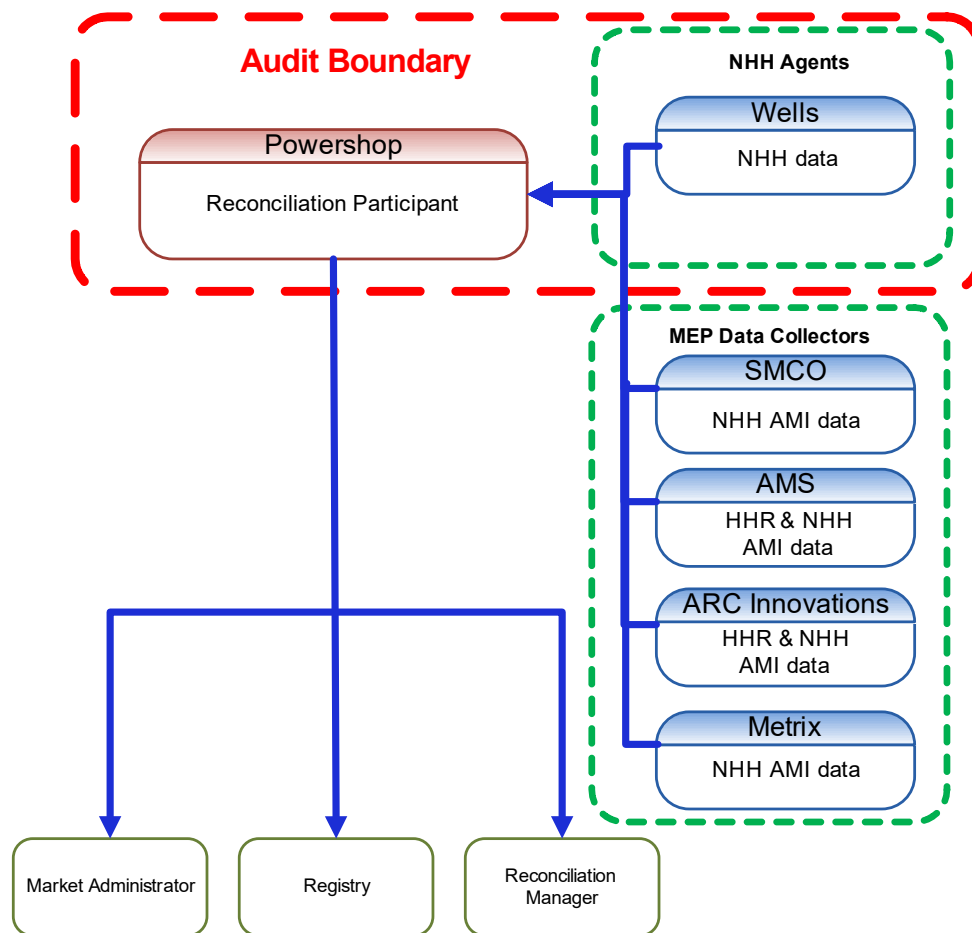 Audit Boundary
NHH Agents
Wells
NHH data
Powershop
Reconciliation Participant
MEP Data Collectors
SMCO
NHH AMI data
AMS
HHR & NHH
AMI data
ARC Innovations
HHR & NHH
AMI data
Metrix
NHH AMI data
Market Administrator
Registry
Reconciliation
Manager